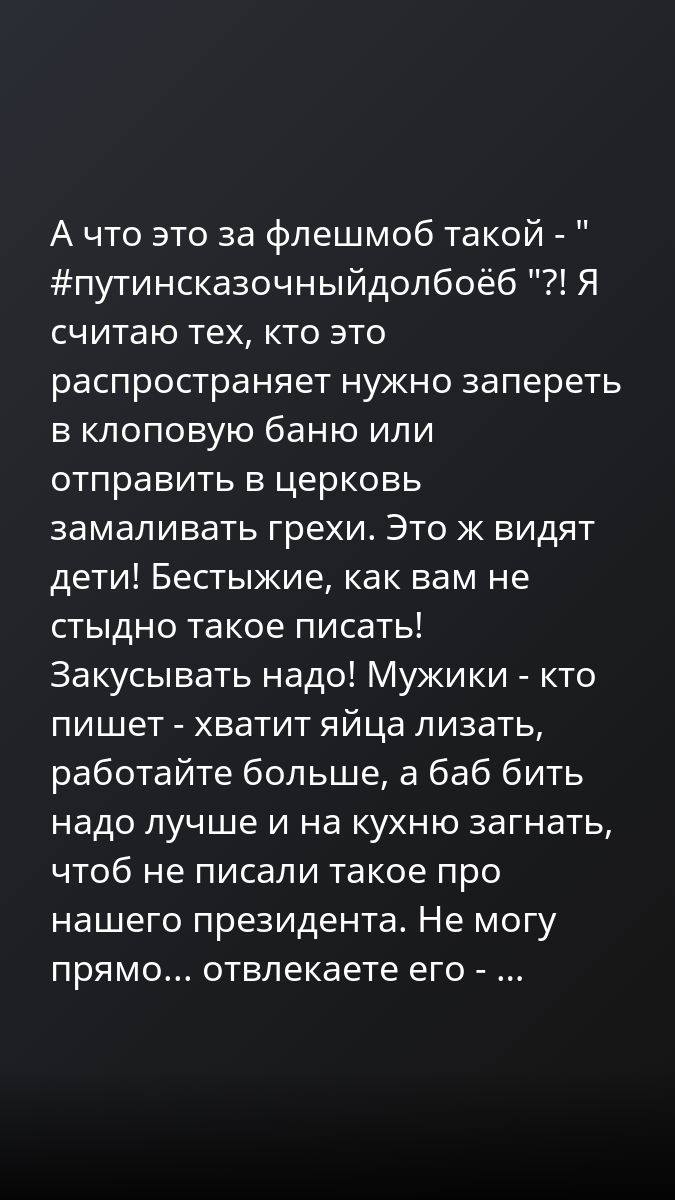 А что это за флешмоб такой - "
#путинсказочныйдолбоёб "?! Я
считаю тех, кто это
распространяет нужно запереть
в клоповую баню или
отправить в церковь
замаливать грехи. Это ж видят
дети! Бестыжие, как вам не
стыдно такое писать!
Закусывать надо! Мужики - кто
пишет - хватит яйца лизать,
работайте больше, а баб бить
надо лучше и на кухню загнать,
чтоб не писали такое про
нашего президента. Не могу
прямо... отвлекаете его - ...